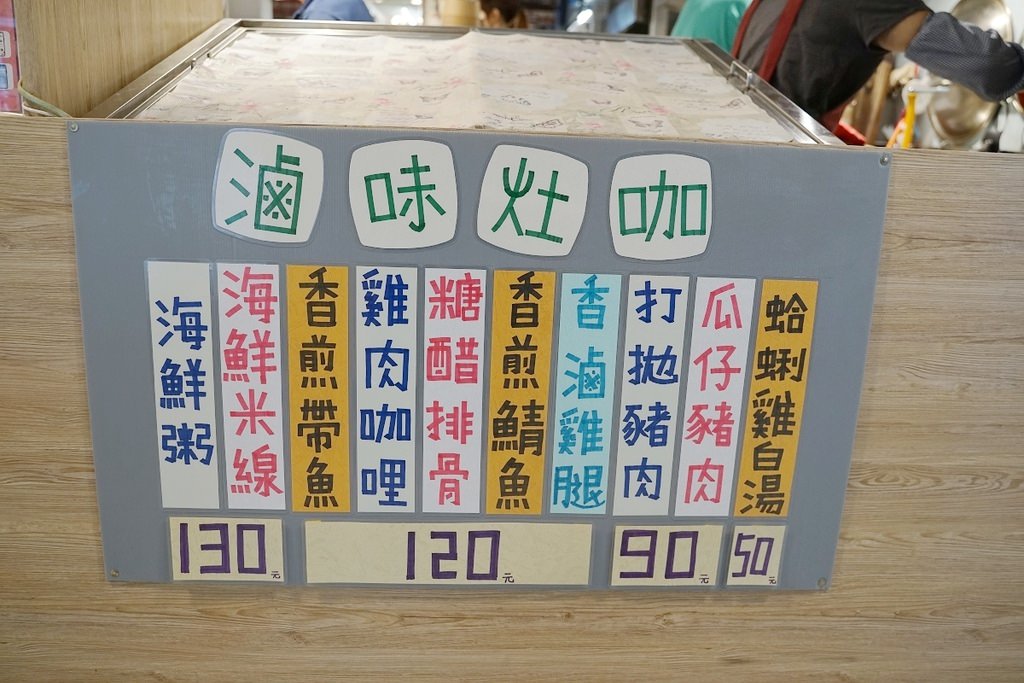 滷味灶咖
海鮮粥
海鮮米線
香煎帶魚
雞肉咖哩
糖醋排骨
香煎鯖魚
香滷雞腿
打拋豬肉
瓜仔豬肉
蛤蜊雞白湯
130元
120元
90元
50元